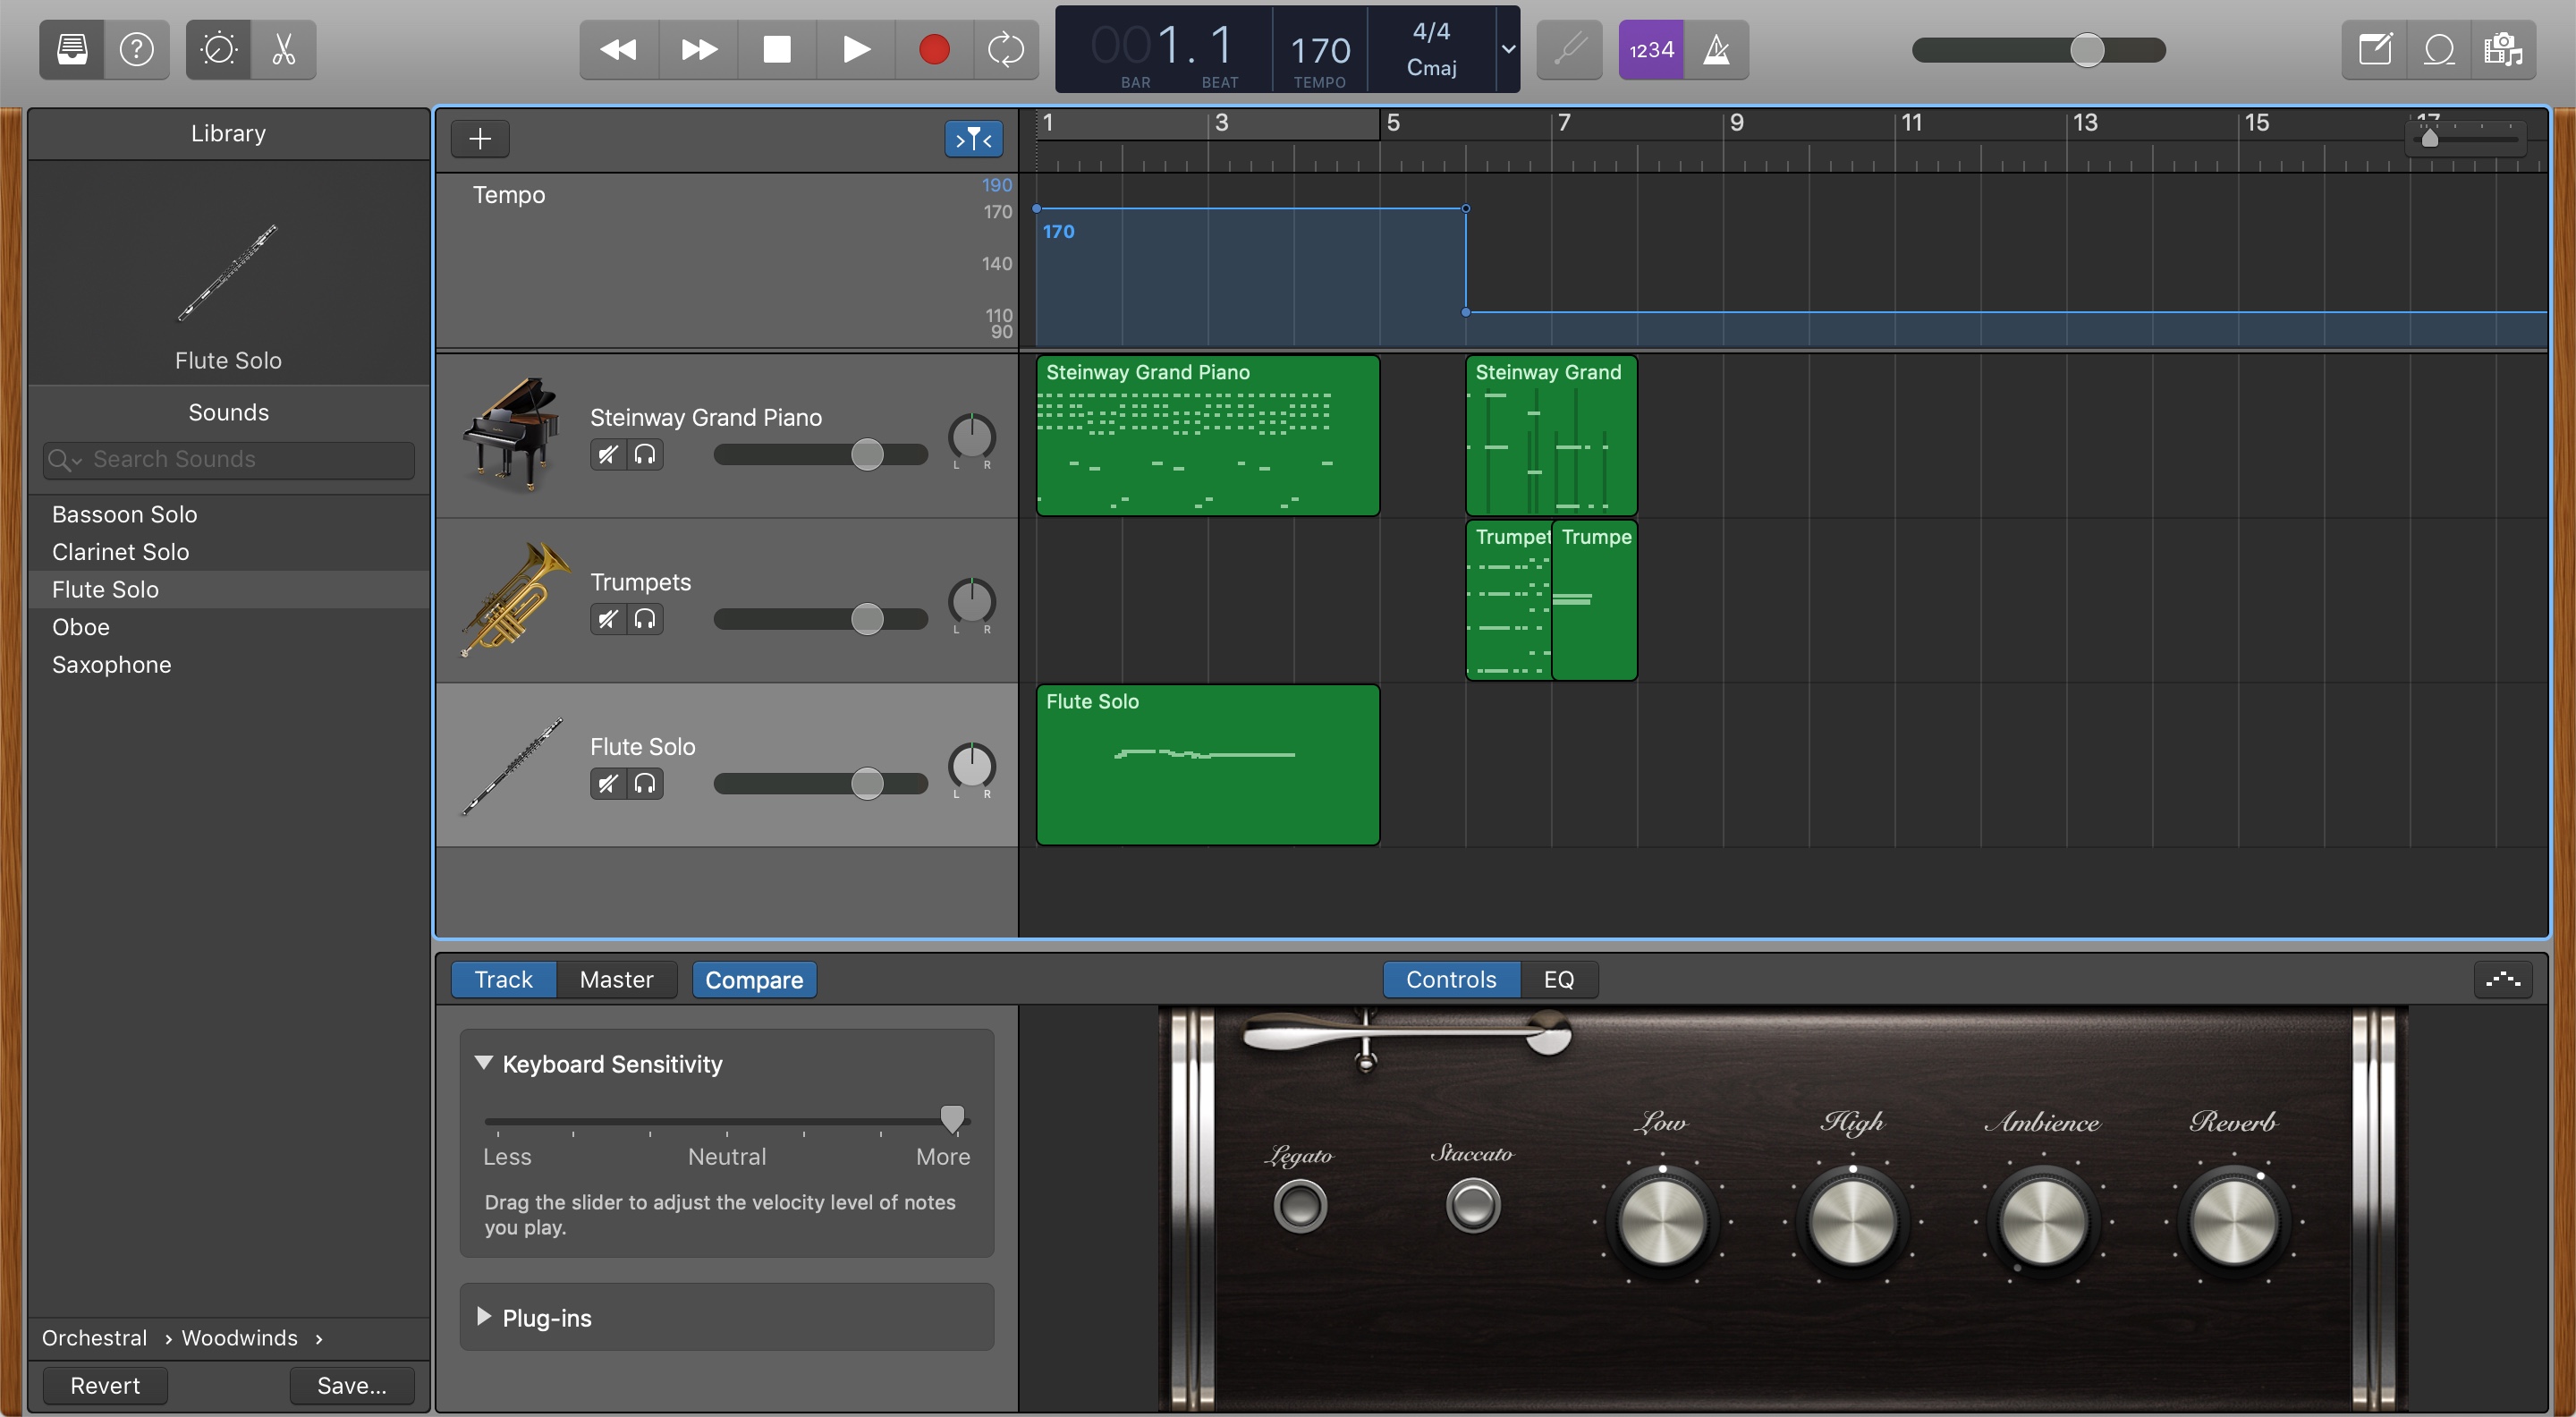 001. 1
BAR BEAT
170
TEMPO
4/4
Cmaj
1234
Library
Flute Solo
Sounds
Search Sounds
Bassoon Solo
Clarinet Solo
Flute Solo
Oboe
Saxophone
Orchestral > Woodwinds >
Revert Save...
1 3 5 7 9 11 13 15 17
Tempo
190
170
140
110
90
170
Steinway Grand Piano
L R
Steinway Grand Piano
Steinway Grand
Trumpets
L R
Trumpet
Trumpe
Flute Solo
L R
Flute Solo
Track Master Compare
Controls EQ
Keyboard Sensitivity
Less Neutral More
Drag the slider to adjust the velocity level of notes
you play.
Plug-ins
Legato
Staccato
Low
High
Ambience
Reverb